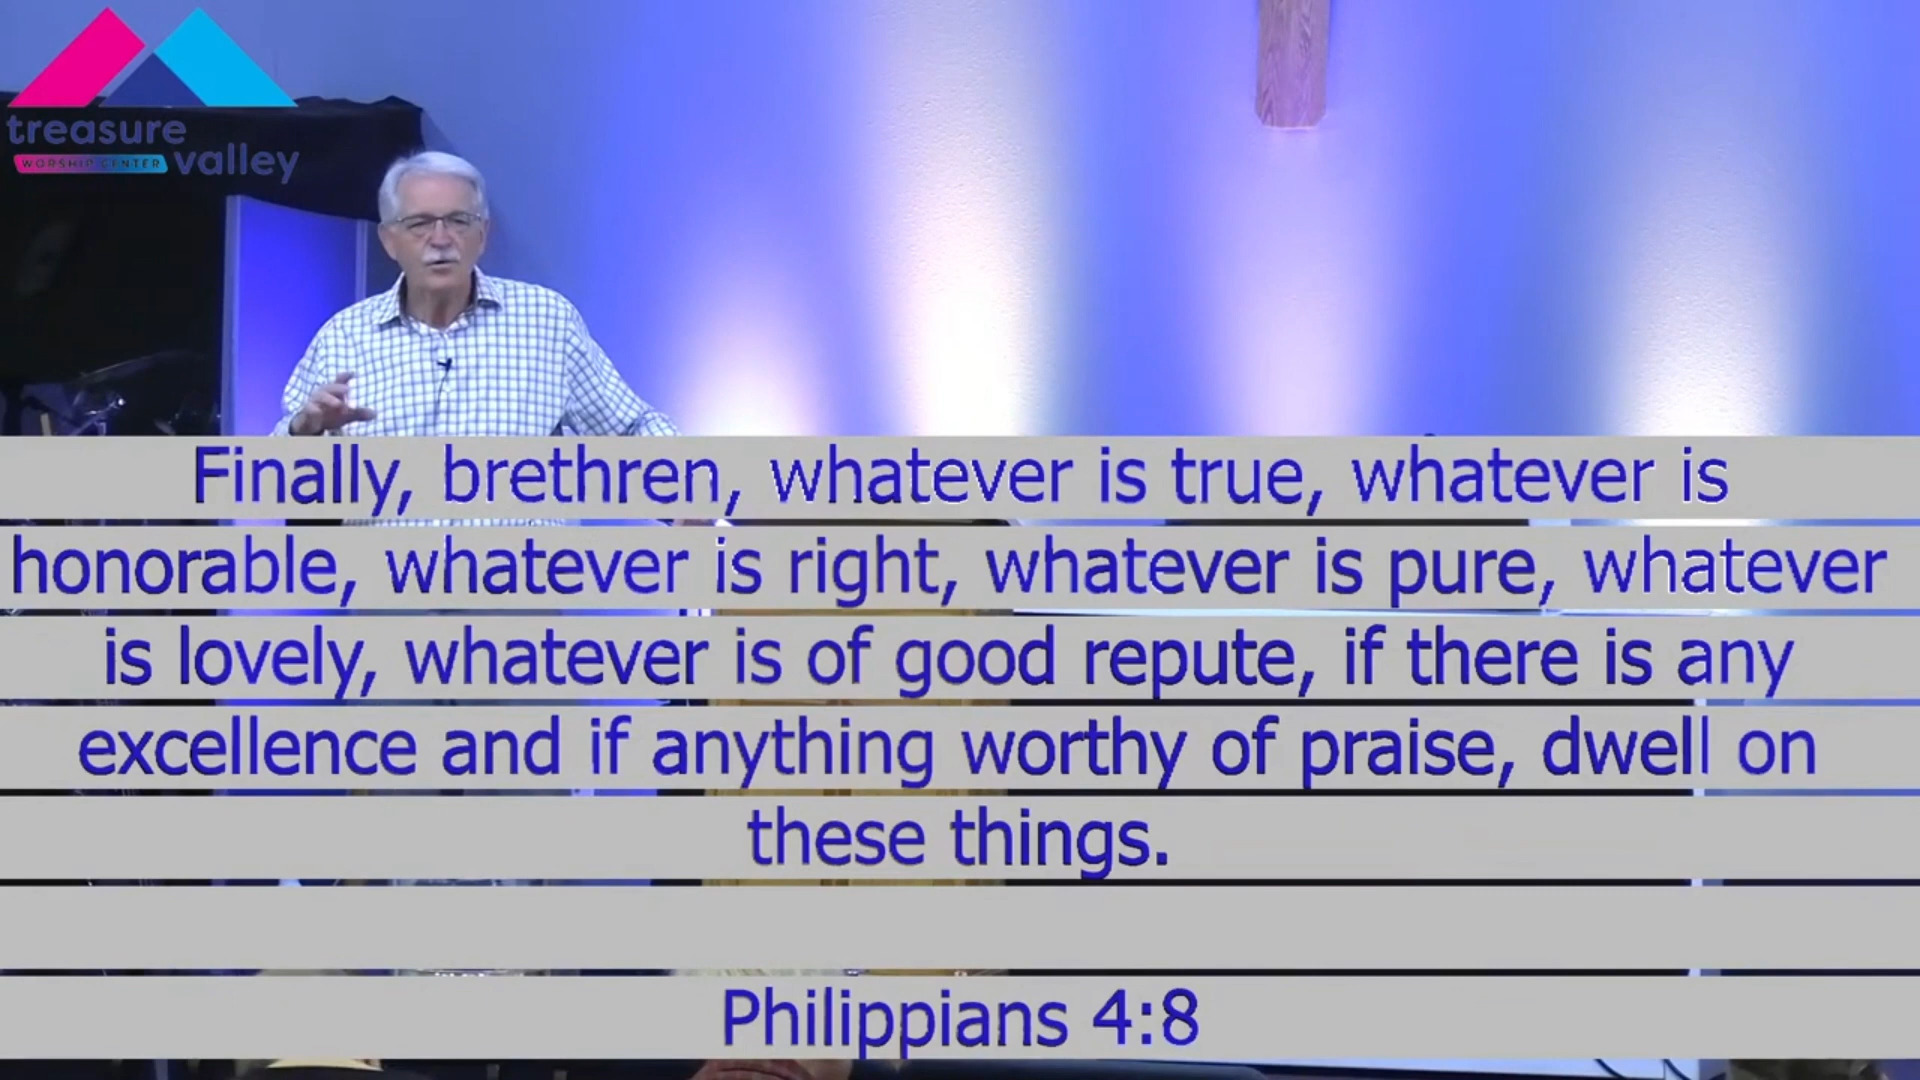 treasure
WORSHIP CENTER valley
Finally, brethren, whatever is true, whatever is
honorable, whatever is right, whatever is pure, whatever
is lovely, whatever is of good repute, if there is any
excellence and if anything worthy of praise, dwell on
these things.
Philippians 4:8